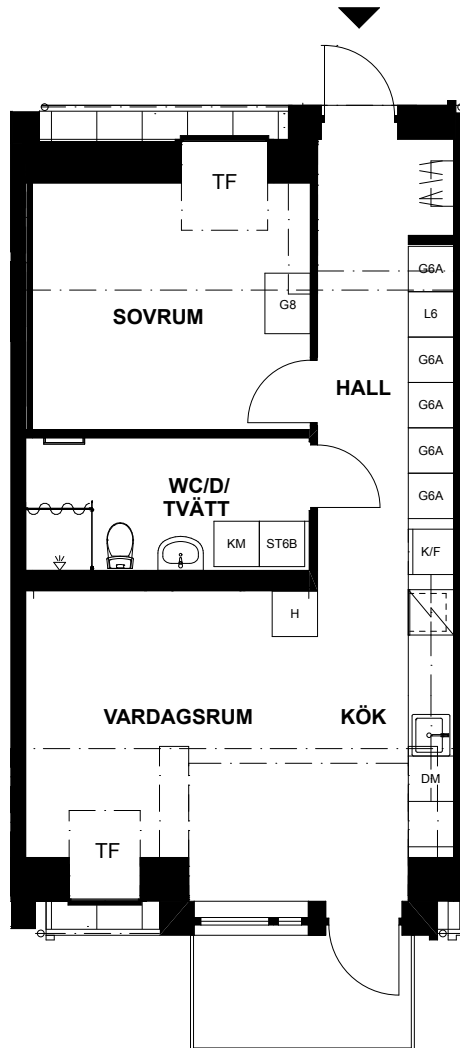 TF
G6A
G8
L6
SOVRUM
G6A
HALL
G6A
G6A
WC/D/
TVÄTT
G6A
KM
ST6B
K/F
H
VARDAGSRUM
KÖK
DM
TF